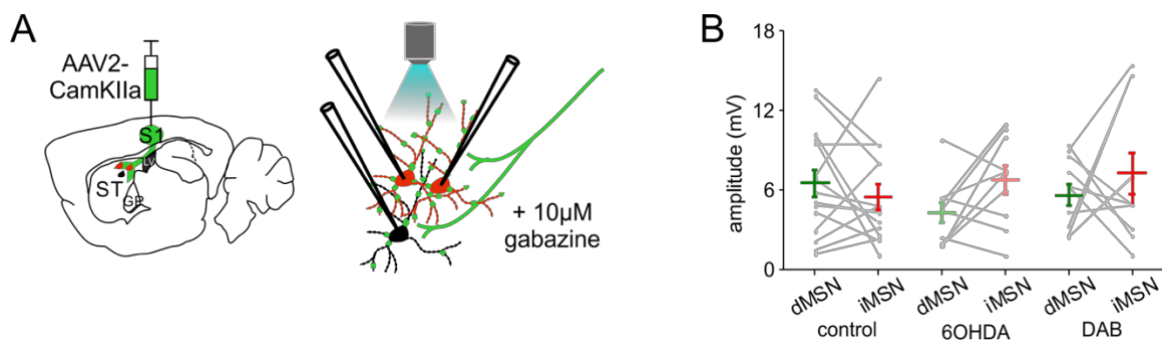 A
AAV2-
CamKIIa
S1
LV
ST
GP
+ 10µM
gabazine
B
amplitude (mV)
18
12
6
0
dMSN
iMSN
dMSN
iMSN
dMSN
iMSN
control
6OHDA
DAB